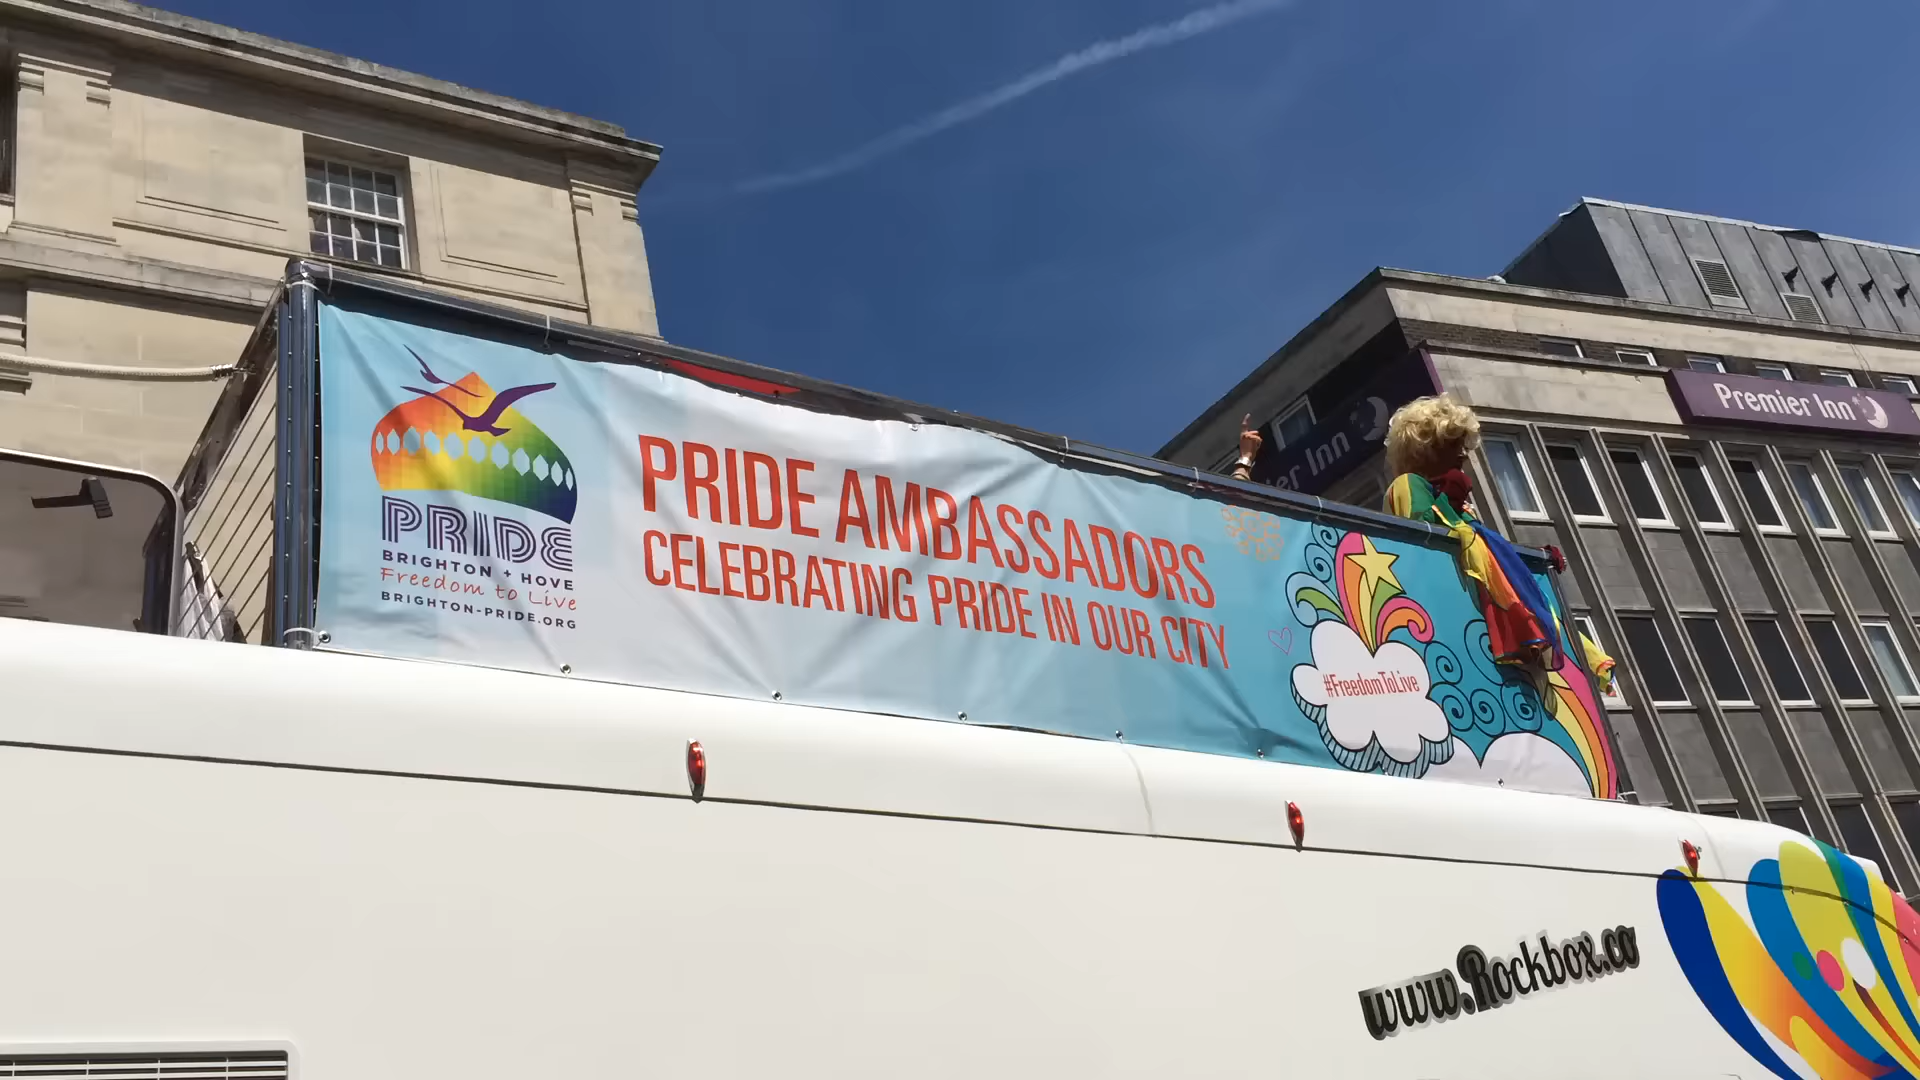 PRIDE
BRIGHTON + HOVE
Freedom to Live
BRIGHTON-PRIDE.ORG
PRIDE AMBASSADORS
CELEBRATING PRIDE IN OUR CITY
#FreedomToLive
Inn
Premier Inn
www.Rockbox.co